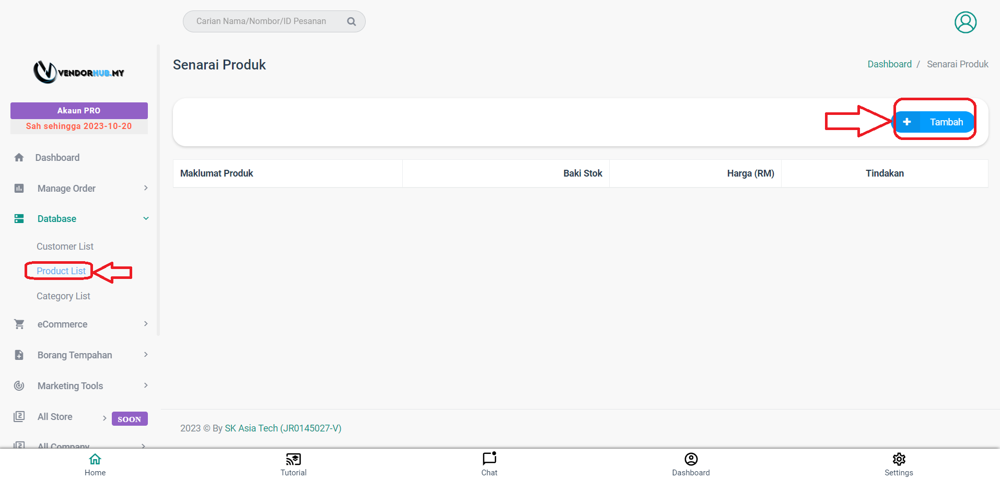 Carian Nama/Nombor/ID Pesanan
VENDORHUB.MY
Akaun PRO
Sah sehingga 2023-10-20
Dashboard
Manage Order
Database
Customer List
Product List
Category List
eCommerce
Borang Tempahan
Marketing Tools
All Store
SOON
All Company
Senarai Produk
Dashboard / Senarai Produk
+ Tambah
Maklumat Produk Baki Stok Harga (RM) Tindakan
2023 © By SK Asia Tech (JR0145027-V)
Home Tutorial Chat Dashboard Settings